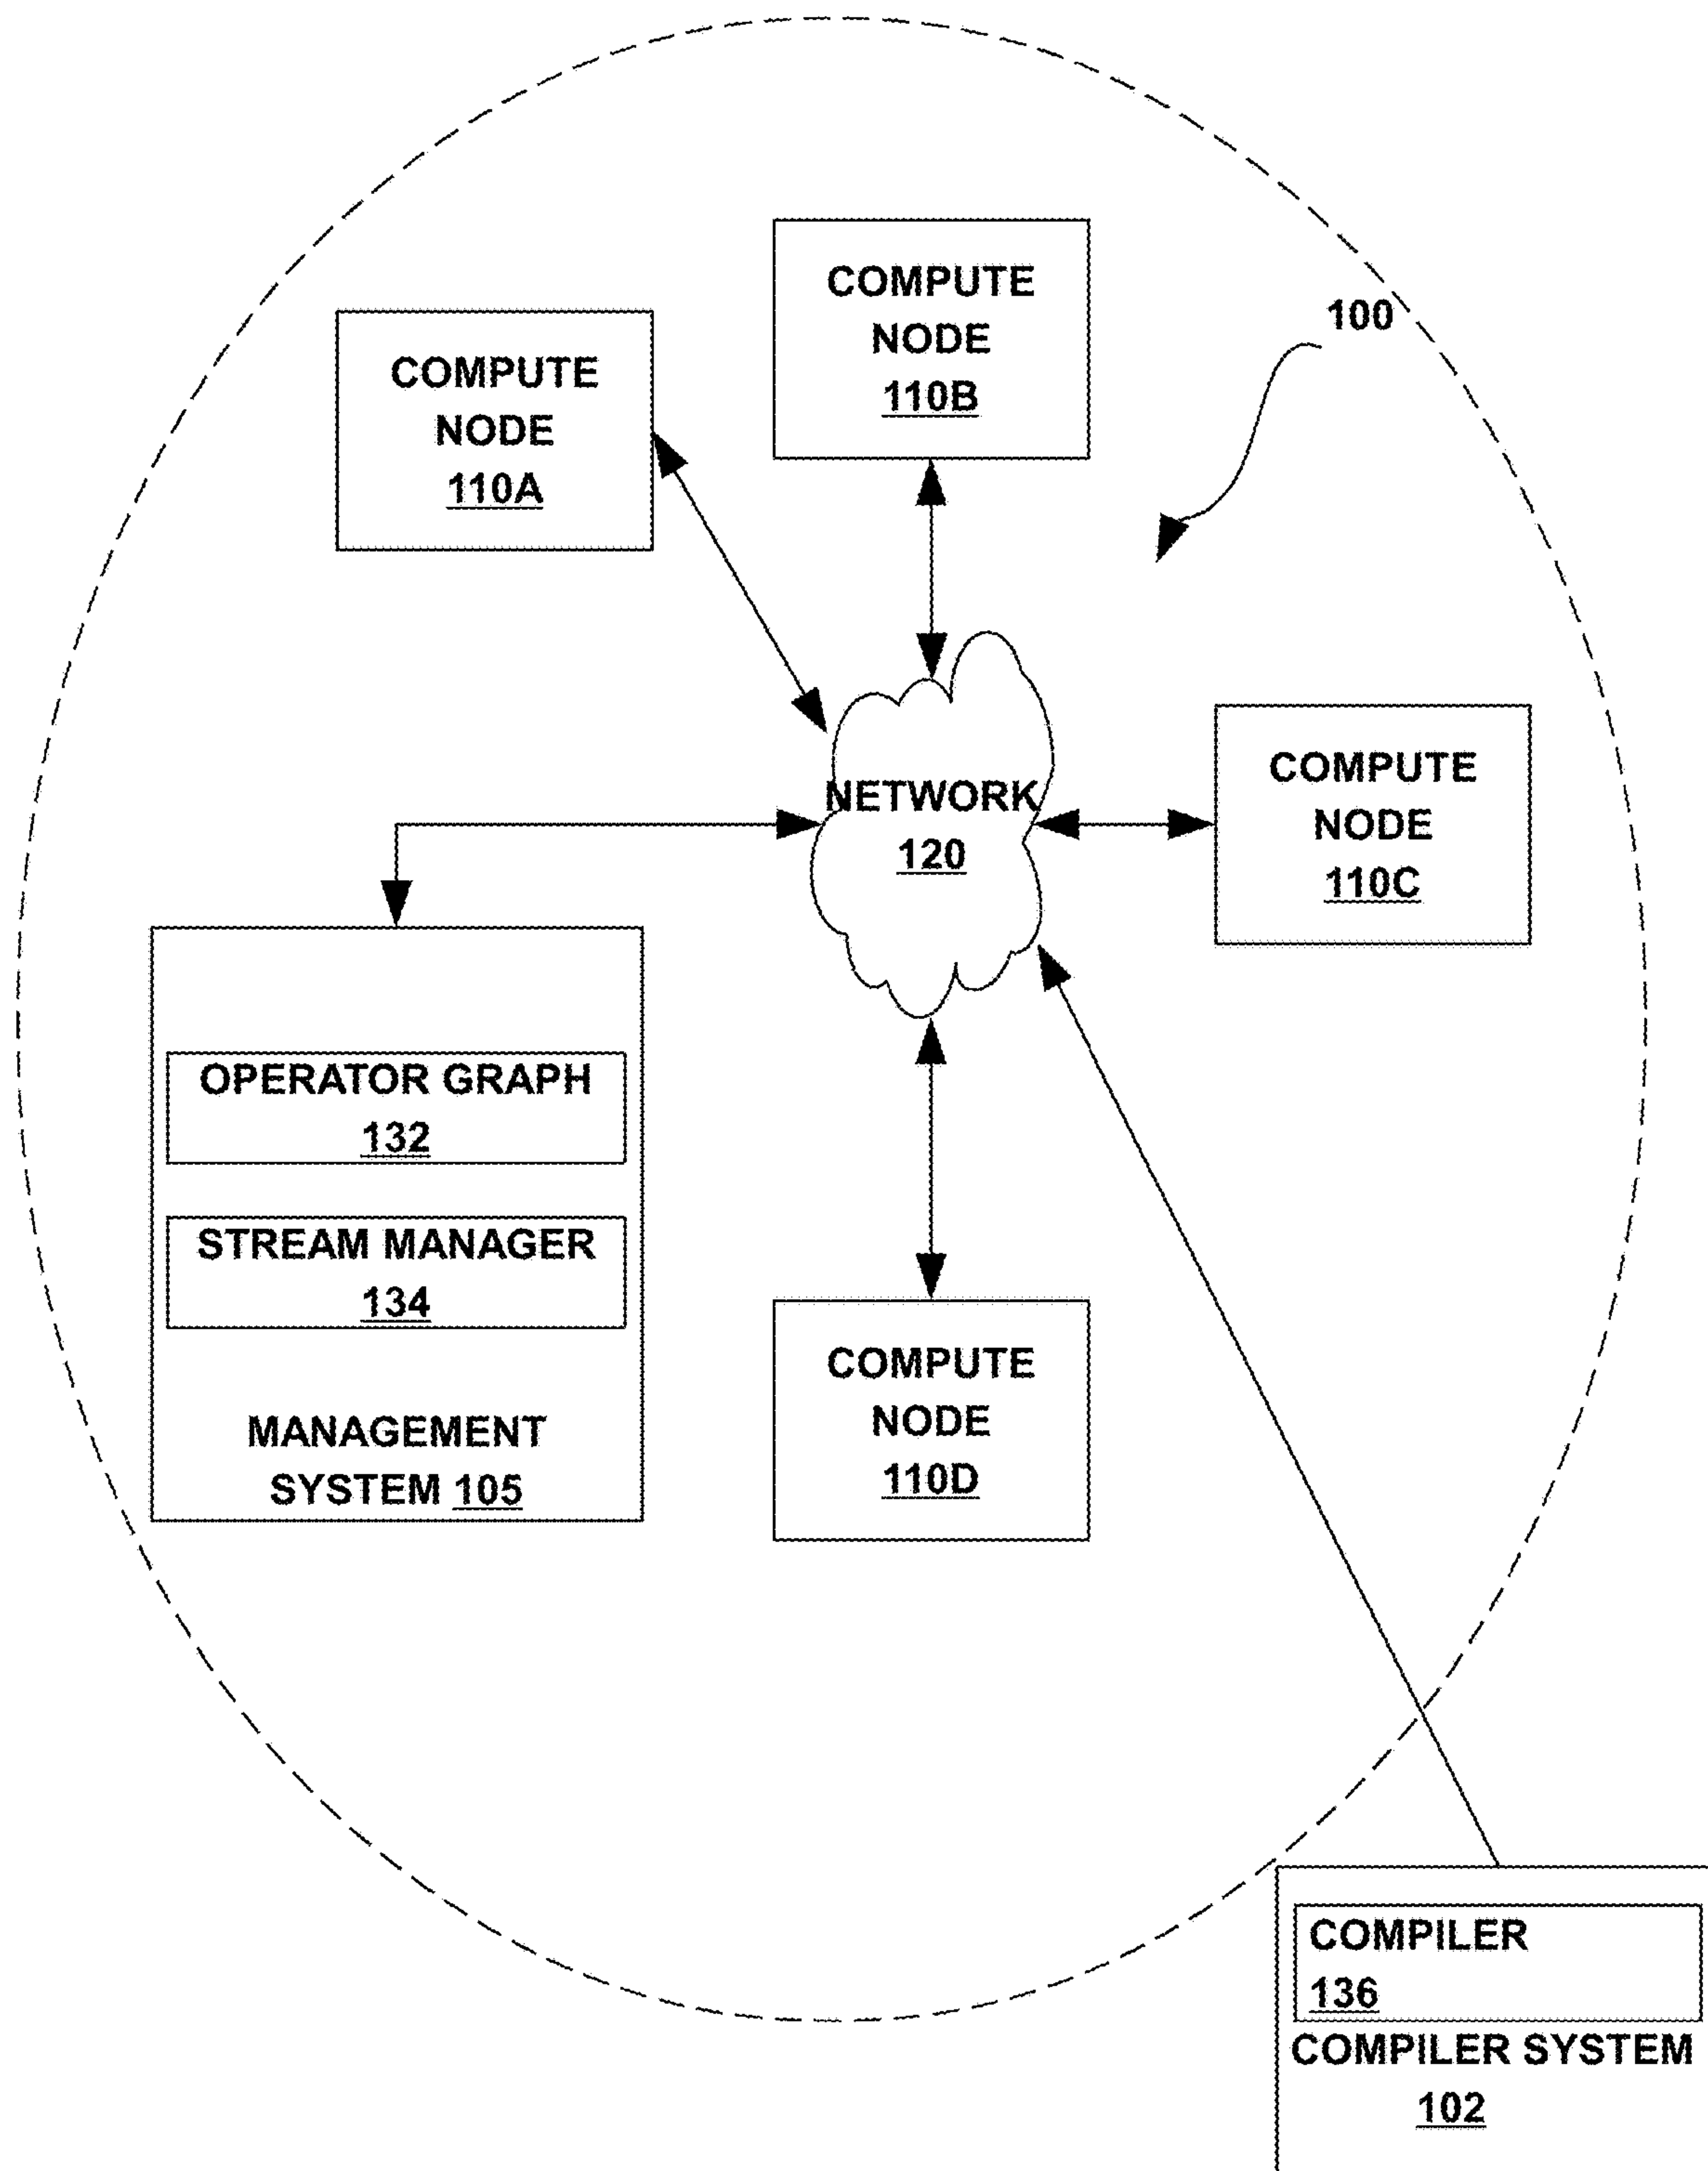 COMPUTE
NODE
110B
100
COMPUTE
NODE
110A
NETWORK
120
COMPUTE
NODE
110C
OPERATOR GRAPH
132
STREAM MANAGER
134
MANAGEMENT
SYSTEM 105
COMPUTE
NODE
110D
COMPILER
136
COMPILER SYSTEM
102